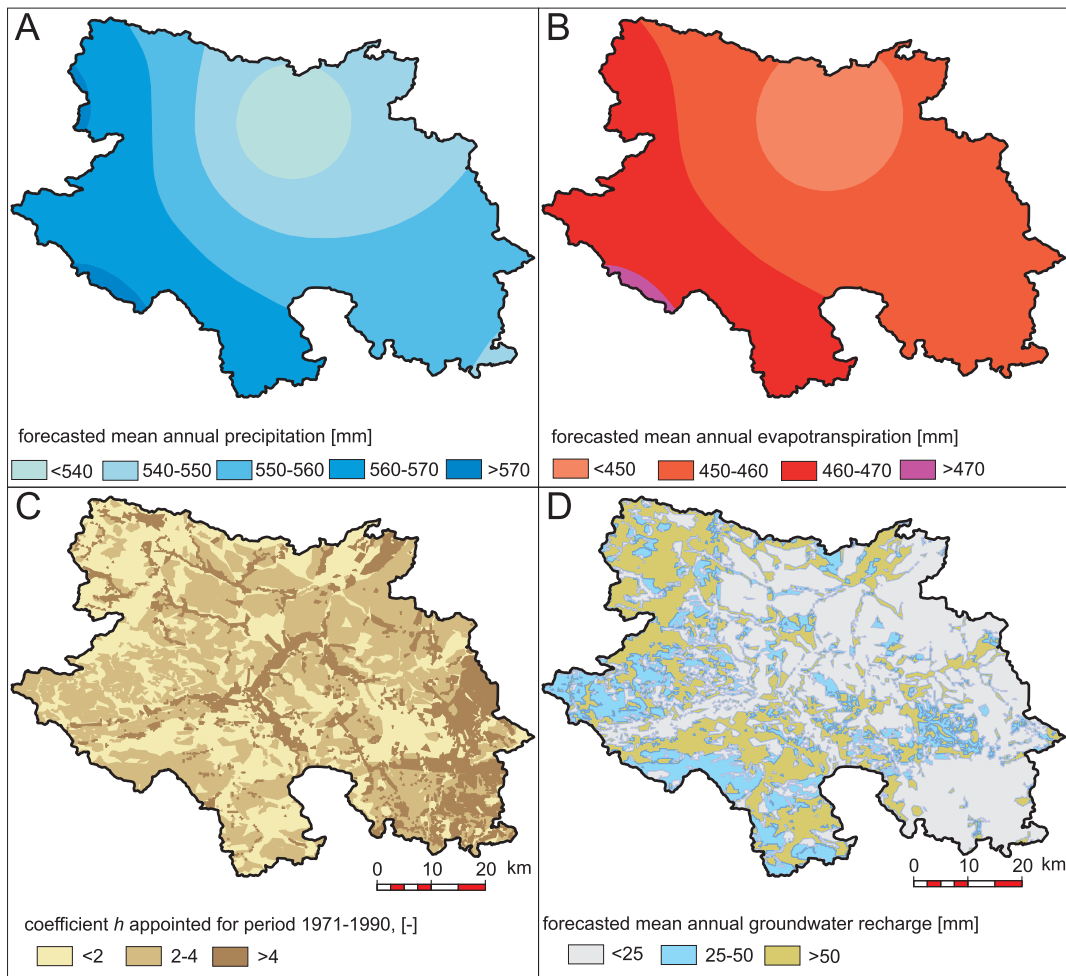 A
forecasted mean annual precipitation [mm]
<540 540-550 550-560 560-570 >570
B
forecasted mean annual evapotranspiration [mm]
<450 450-460 460-470 >470
C
0 10 20 km
coefficient h appointed for period 1971-1990, [-]
<2 2-4 >4
D
0 10 20 km
forecasted mean annual groundwater recharge [mm]
<25 25-50 >50